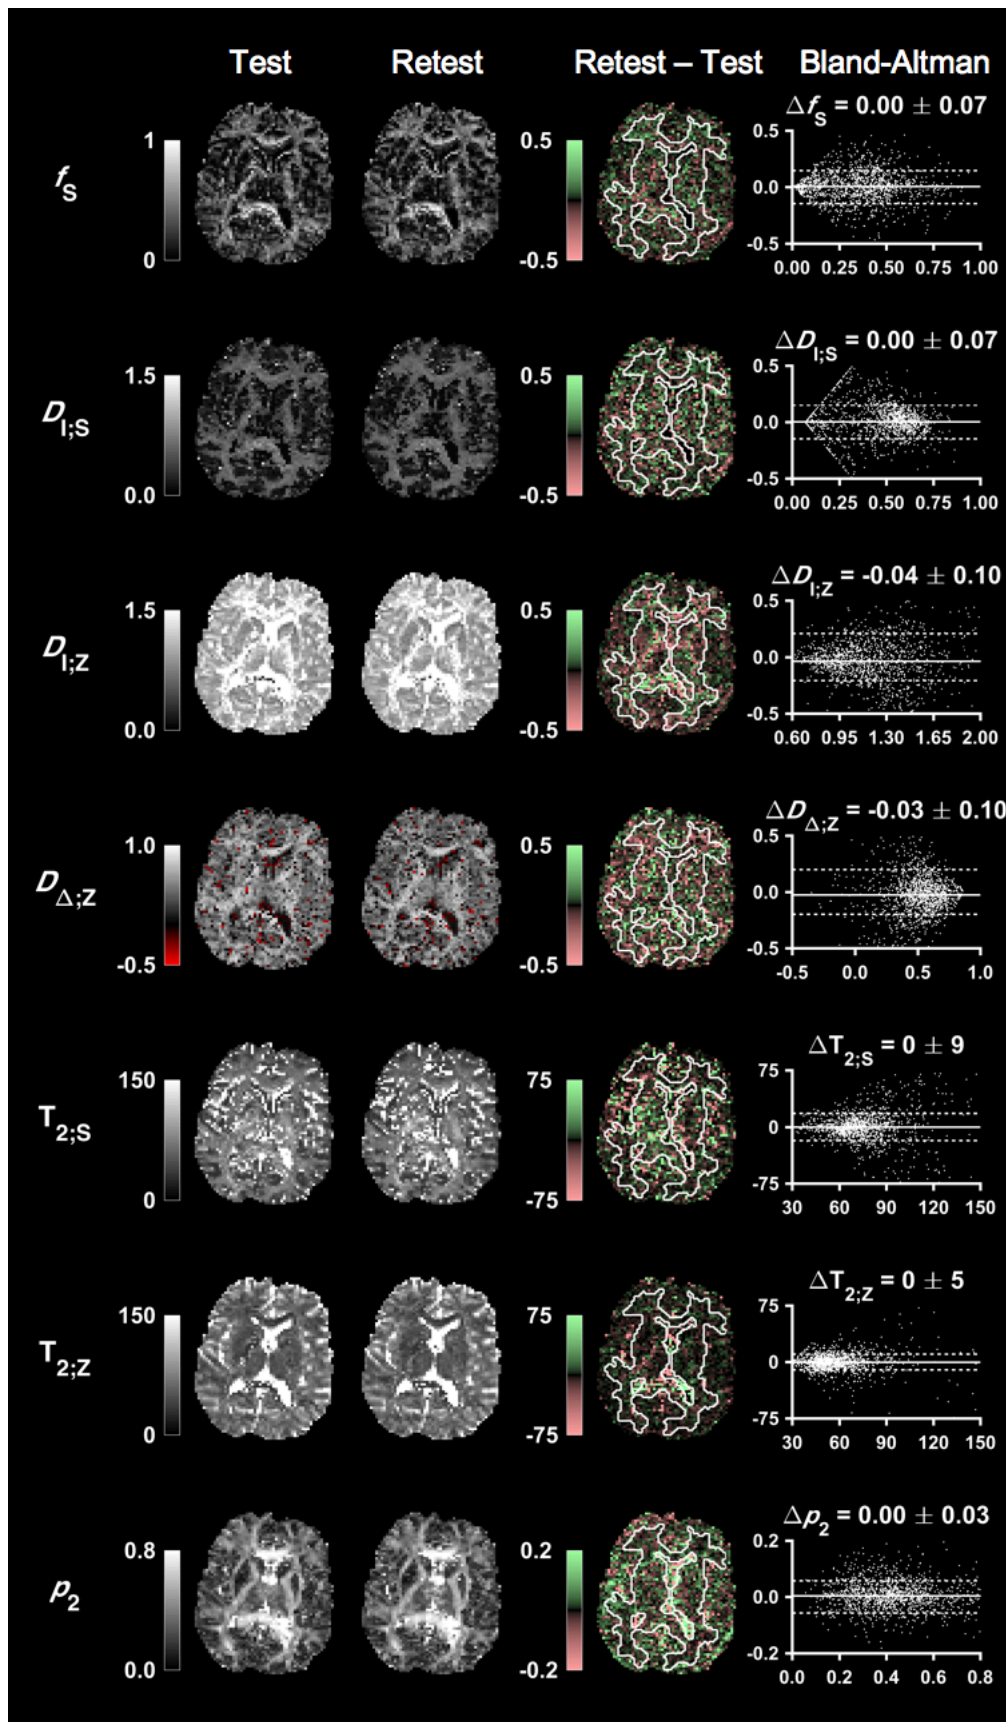 Test Retest Retest – Test Bland-Altman
Δf_S = 0.00 ± 0.07
f_S
1
0
0.5
-0.5
0.5
0.0
-0.5
0.00 0.25 0.50 0.75 1.00
ΔD_I;S = 0.00 ± 0.07
D_I;S
1.5
0.0
0.5
-0.5
0.5
0.0
-0.5
0.00 0.25 0.50 0.75 1.00
ΔD_I;Z = -0.04 ± 0.10
D_I;Z
1.5
0.0
0.5
-0.5
0.5
0.0
-0.5
0.60 0.95 1.30 1.65 2.00
ΔD_Δ;Z = -0.03 ± 0.10
D_Δ;Z
1.0
-0.5
0.5
-0.5
0.5
0.0
-0.5
-0.5 0.0 0.5 1.0
ΔT_2;S = 0 ± 9
T_2;S
150
0
75
-75
75
0
-75
30 60 90 120 150
ΔT_2;Z = 0 ± 5
T_2;Z
150
0
75
-75
75
0
-75
30 60 90 120 150
Δp_2 = 0.00 ± 0.03
p_2
0.8
0.0
0.2
-0.2
0.2
0.0
-0.2
0.0 0.2 0.4 0.6 0.8